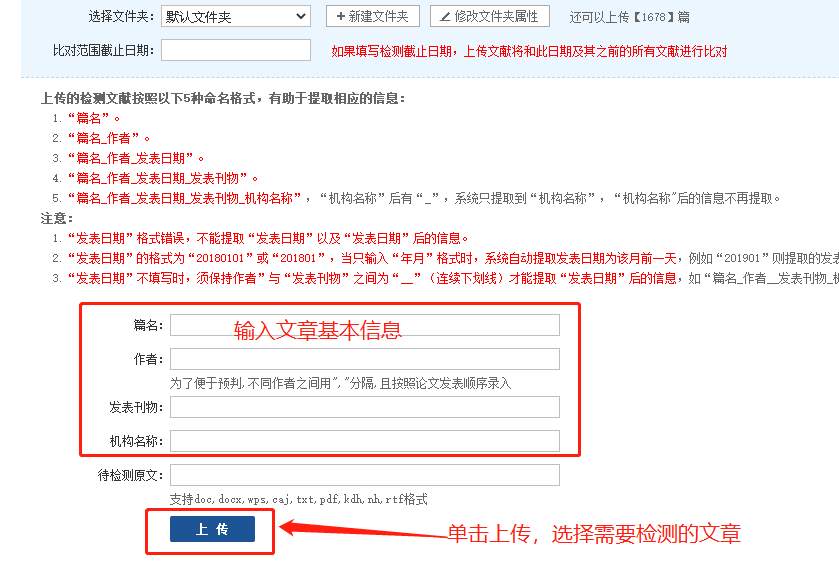 选择文件夹： 默认文件夹 +新建文件夹 修改文件夹属性 还可以上传【1678】篇
比对范围截止日期： 如果填写检测截止日期，上传文献将和此日期及其之前的所有文献进行比对
上传的检测文献按照以下5种命名格式，有助于提取相应的信息：
1. “篇名”。
2. “篇名_作者”。
3. “篇名_作者_发表日期”。
4. “篇名_作者_发表日期_发表刊物”。
5. “篇名_作者_发表日期_发表刊物_机构名称”，“机构名称”后有“_”，系统只提取到“机构名称”，“机构名称”后的信息不再提取。
注意：
1. “发表日期”格式错误，不能提取“发表日期”以及“发表日期”后的信息。
2. “发表日期”的格式为“20180101”或“201801”，当只输入“年月”格式时，系统自动提取发表日期为该月前一天，例如“201901”则提取的发表
3. “发表日期”不填写时，须保持作者”与“发表刊物”之间为“__”（连续下划线）才能提取“发表日期”后的信息，如“篇名_作者__发表刊物_机
篇名： 输入文章基本信息
作者：
为了便于预判,不同作者之间用","分隔,且按照论文发表顺序录入
发表刊物：
机构名称：
待检测原文：
支持doc,docx,wps,caj,txt,pdf,kdh,nh,rtf格式
上 传 单击上传，选择需要检测的文章